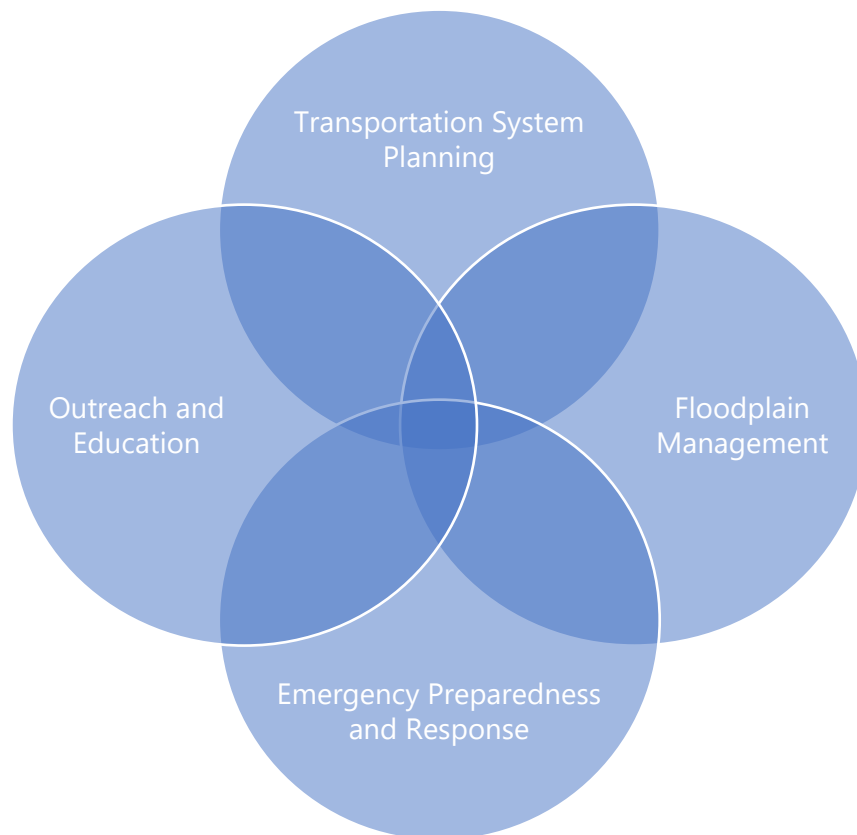 Transportation System
Planning
Outreach and
Education
Floodplain
Management
Emergency Preparedness
and Response